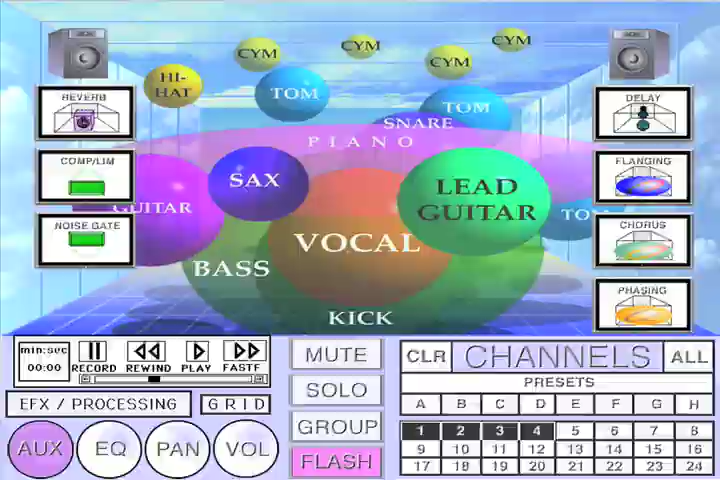 CYM
CYM
CYM
CYM
HI-
HAT
TOM
TOM
SNARE
PIANO
REVERB
DELAY
COMP/LIM
FLANGING
NOISE GATE
CHORUS
PHASING
SAX
LEAD
GUITAR
GUITAR
VOCAL
BASS
KICK
min:sec
00:00
RECORD REWIND PLAY FASTF
EFX / PROCESSING
GRID
AUX EQ PAN VOL
MUTE
SOLO
GROUP
FLASH
CLR CHANNELS ALL
PRESETS
A B C D E F G H
1 2 3 4 5 6 7 8
9 10 11 12 13 14 15 16
17 18 19 20 21 22 23 24